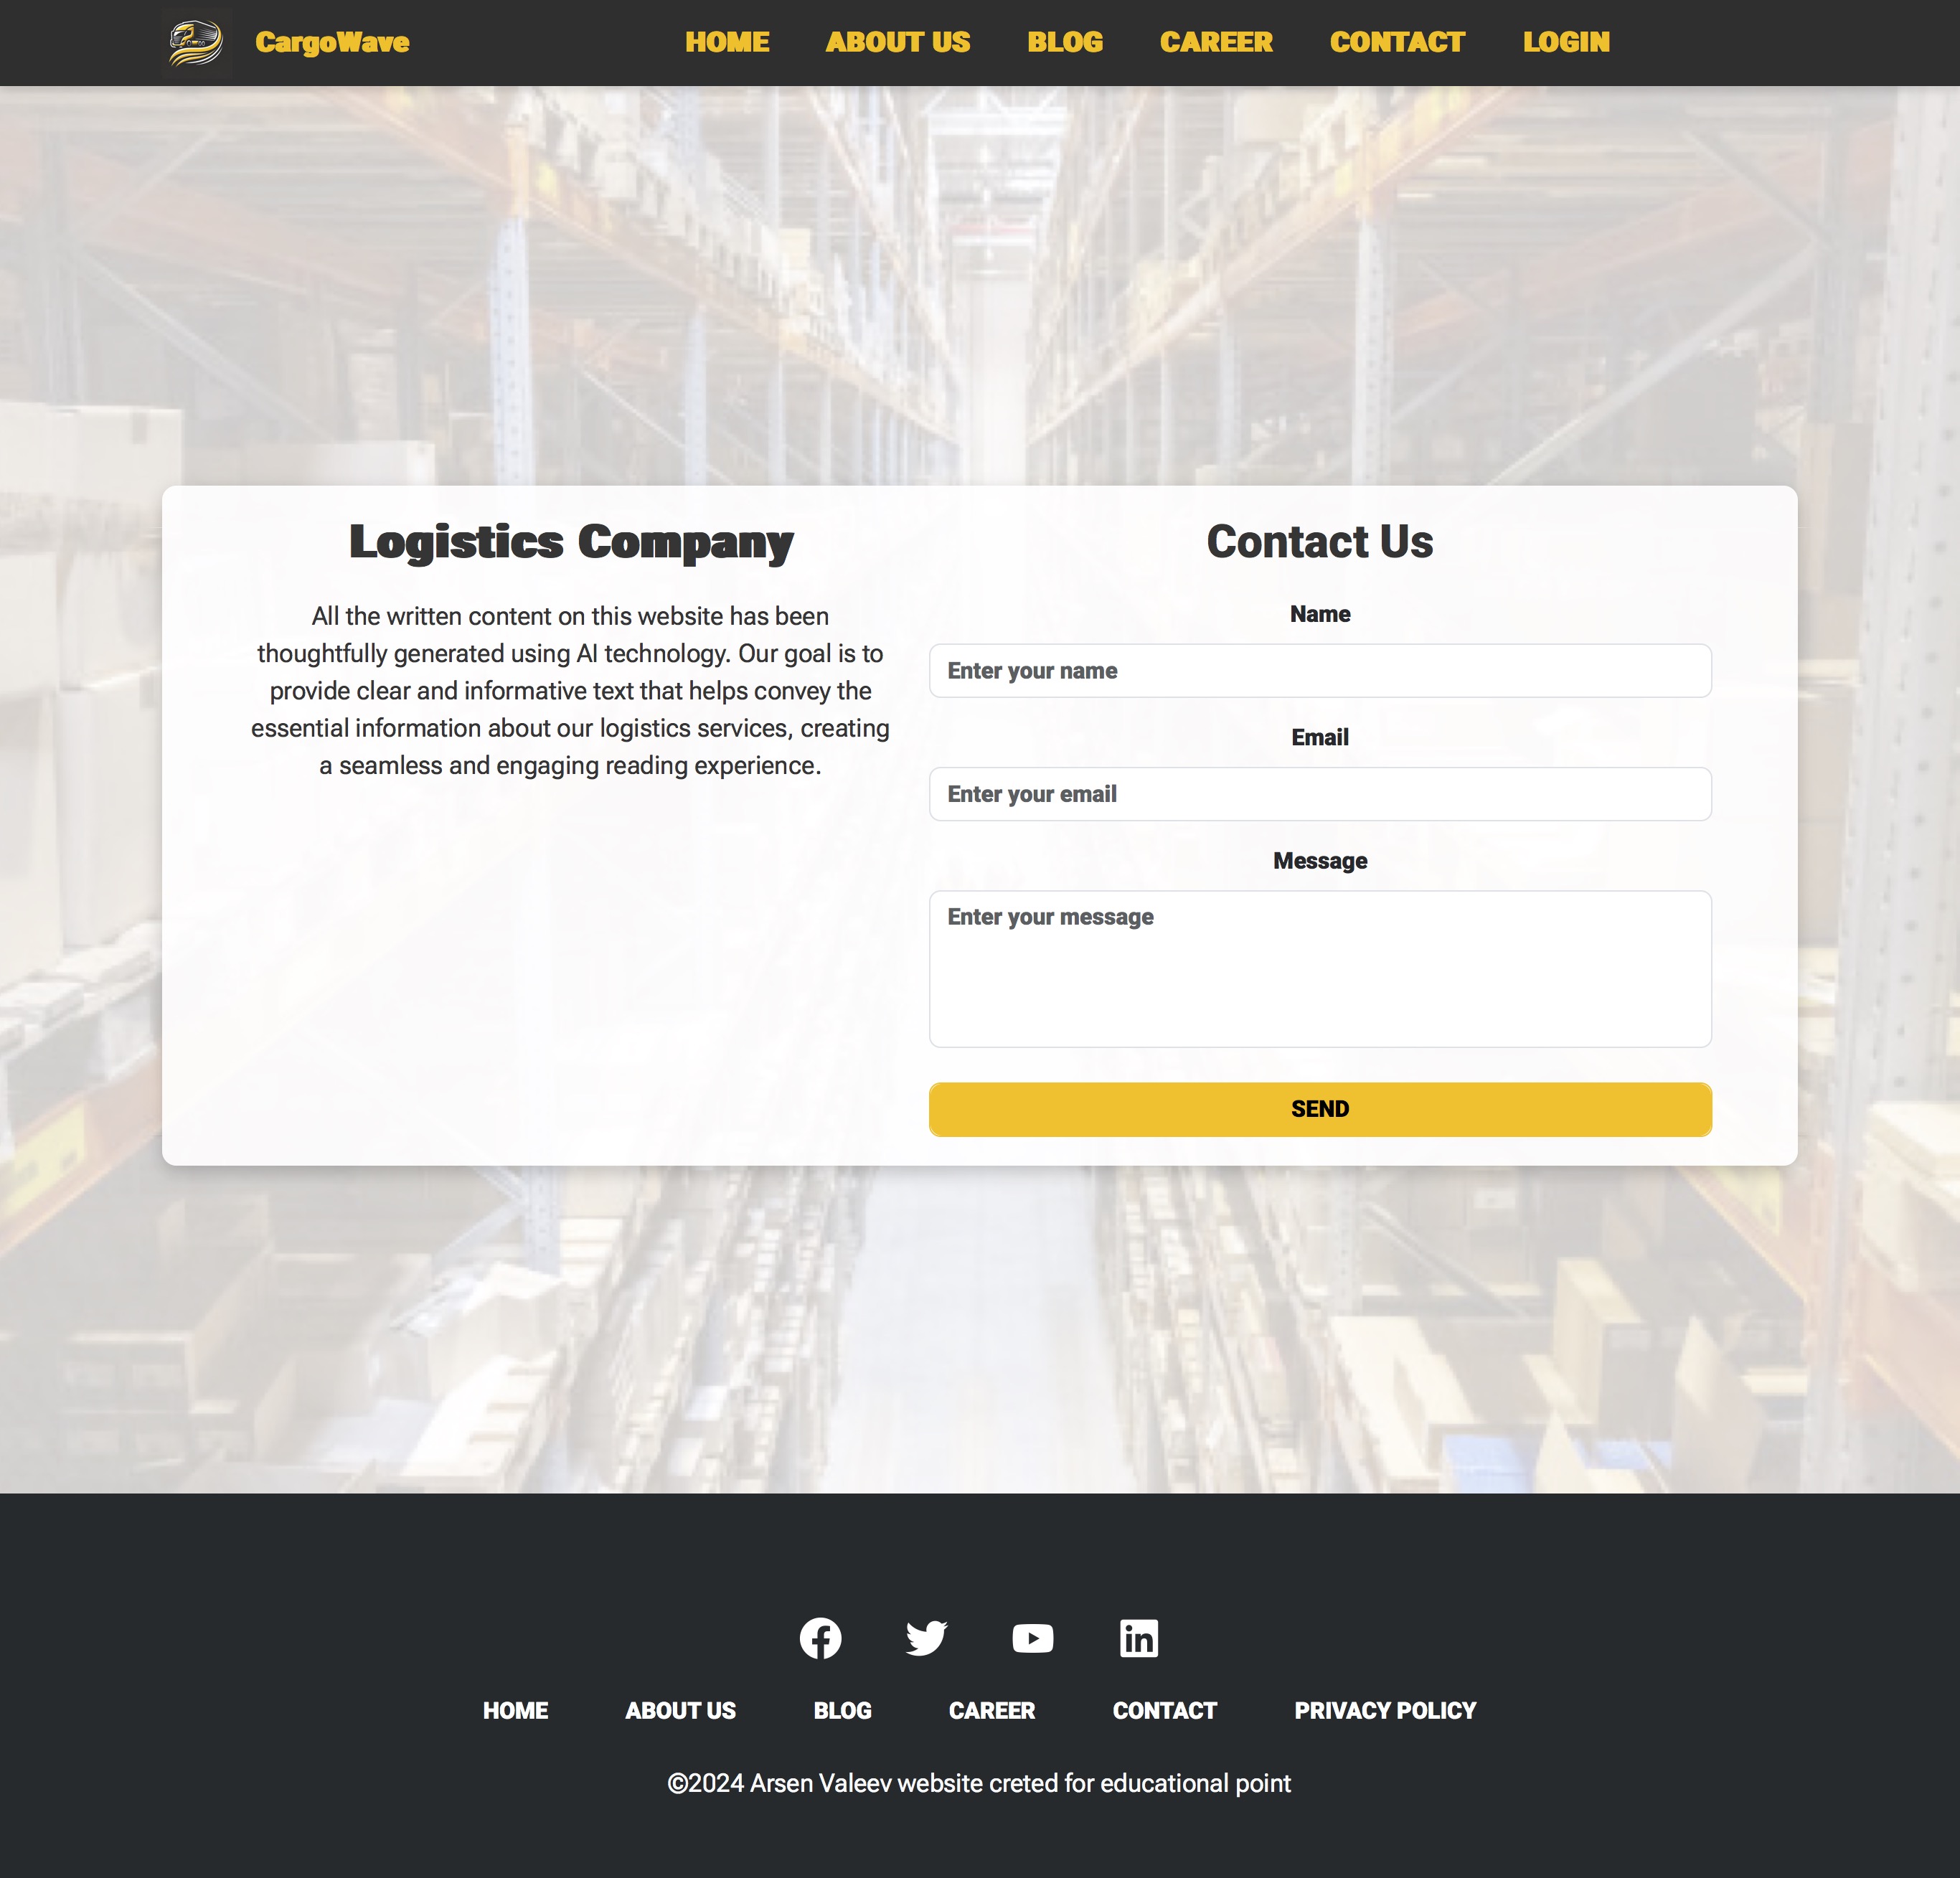 CargoWave
HOME ABOUT US BLOG CAREER CONTACT LOGIN
Logistics Company
All the written content on this website has been
thoughtfully generated using AI technology. Our goal is to
provide clear and informative text that helps convey the
essential information about our logistics services, creating
a seamless and engaging reading experience.
Contact Us
Name
Enter your name
Email
Enter your email
Message
Enter your message
SEND
HOME ABOUT US BLOG CAREER CONTACT PRIVACY POLICY
©2024 Arsen Valeev website creted for educational point